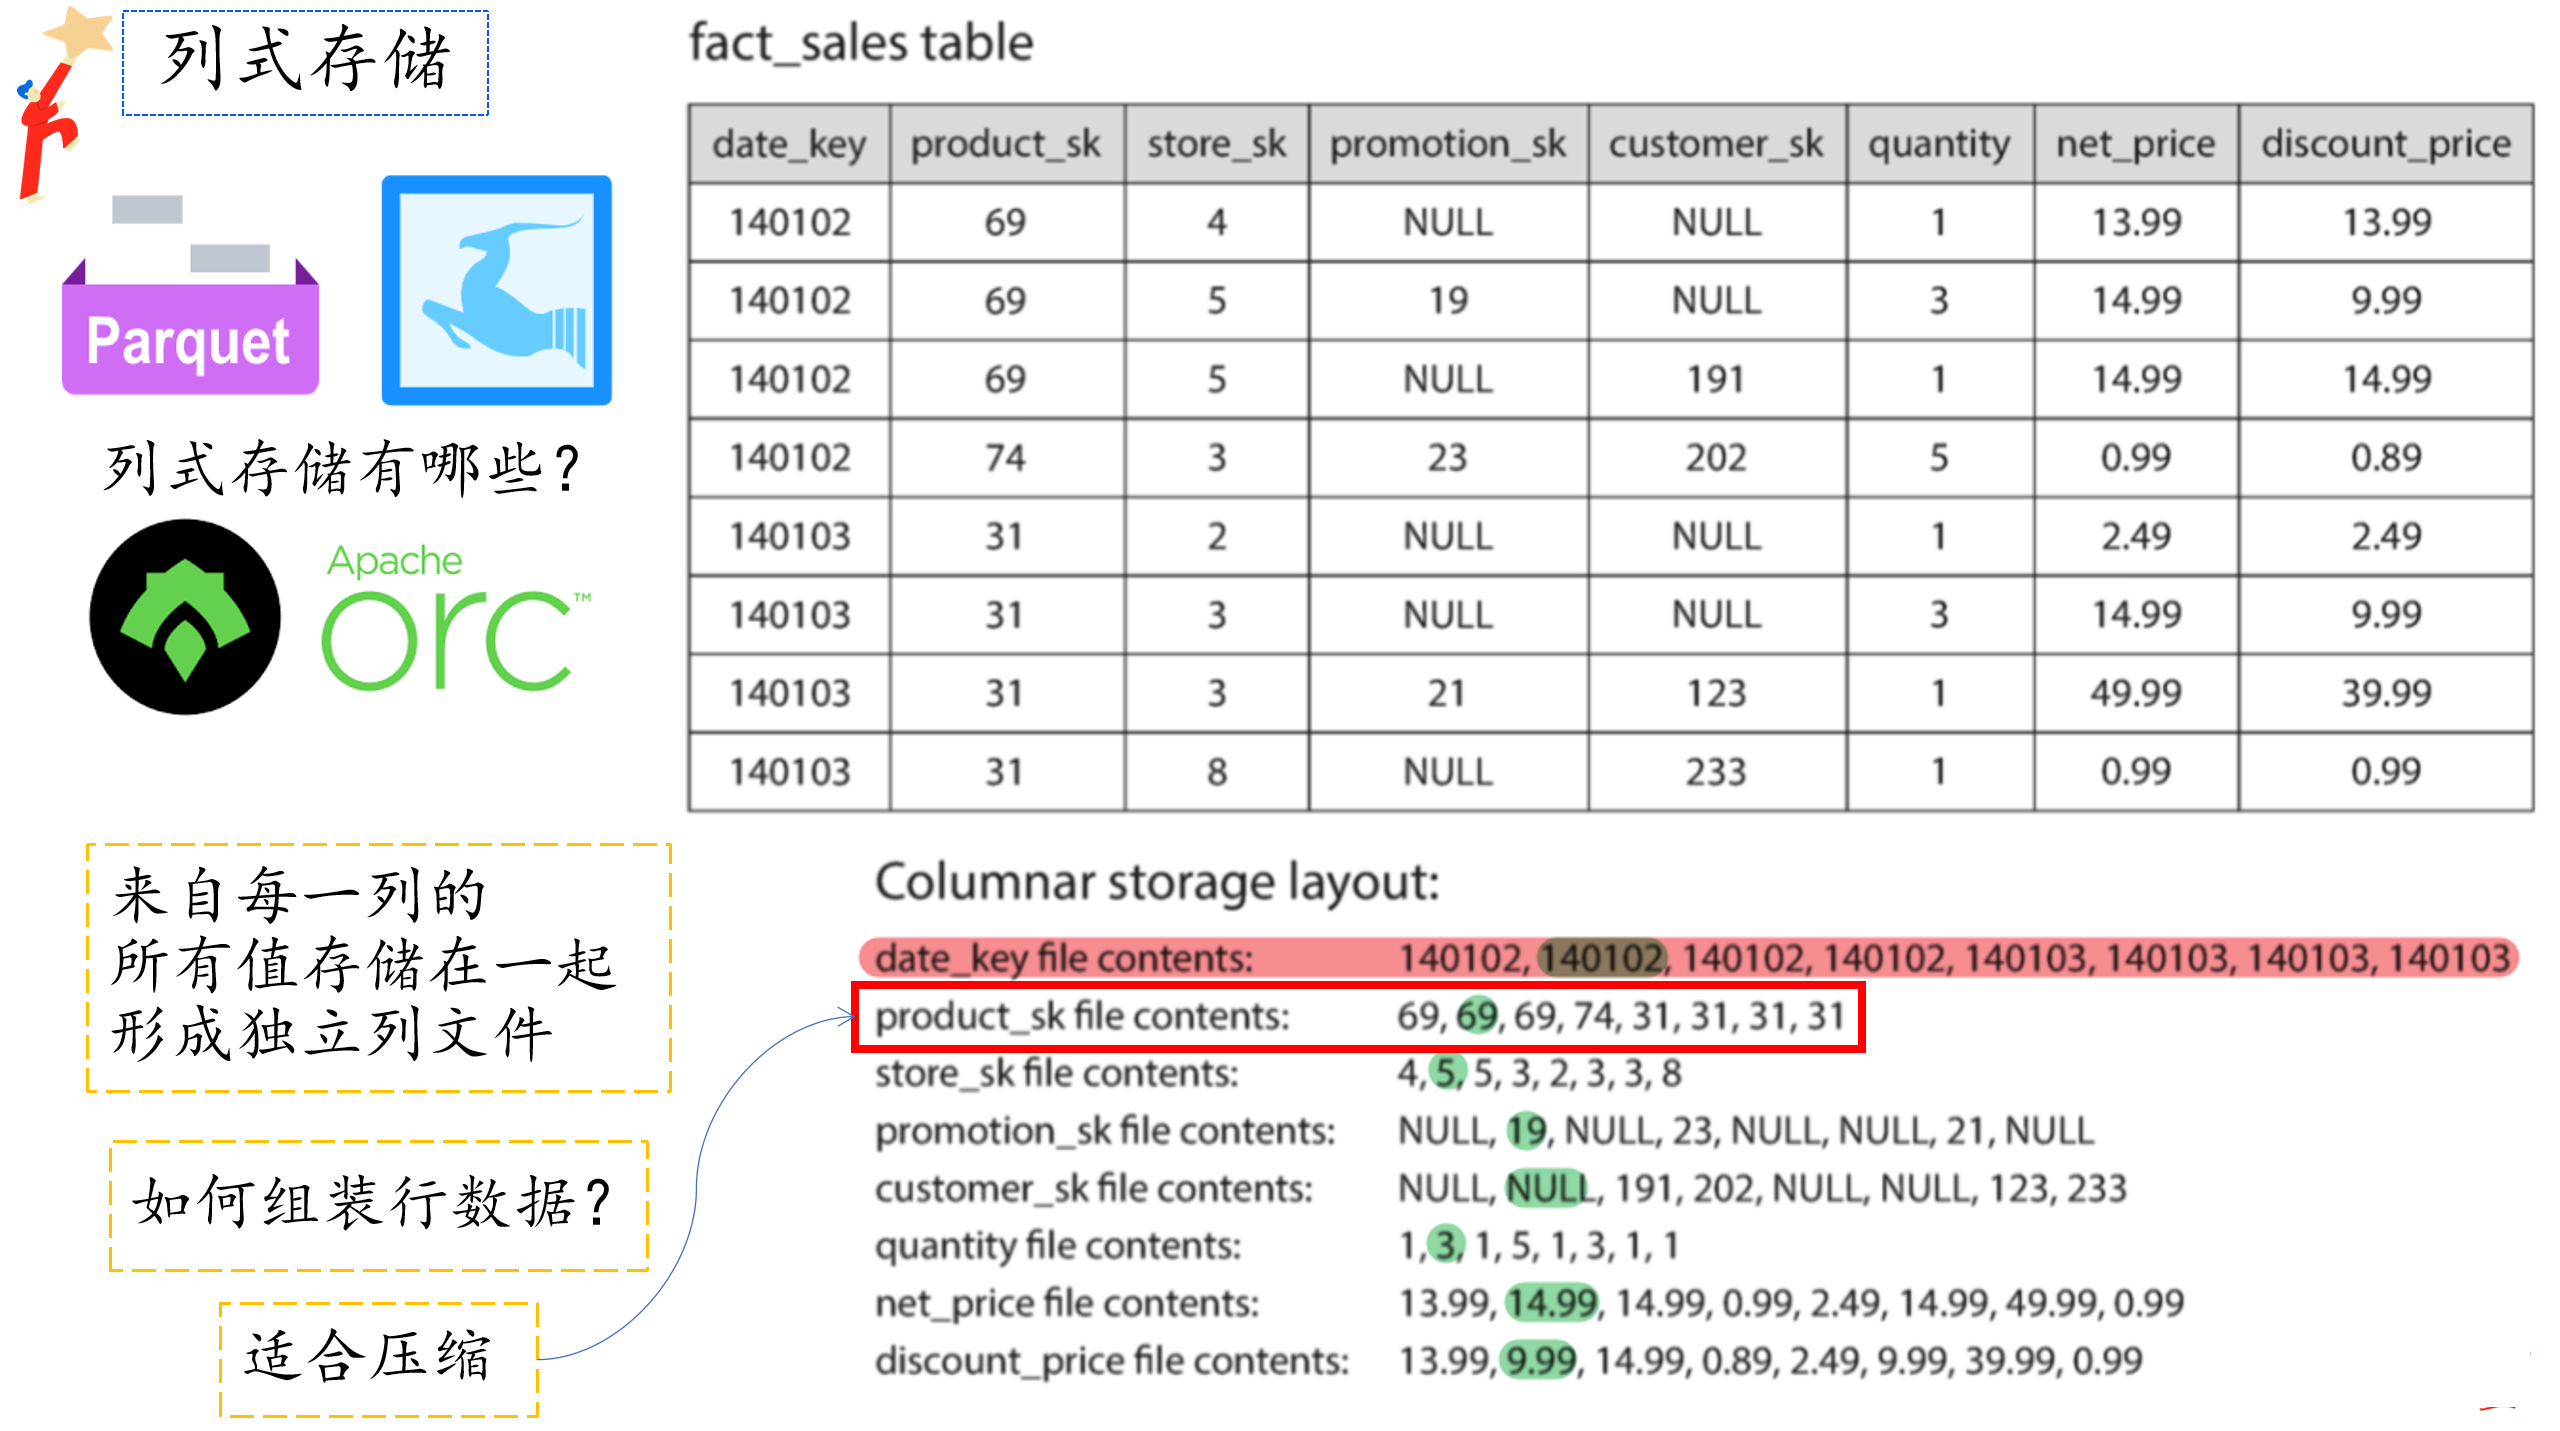 列式存储
Parquet
列式存储有哪些?
Apache
orc™
来自每一列的
所有值存储在一起
形成独立列文件
如何组装行数据?
适合压缩
fact_sales table
date_key product_sk store_sk promotion_sk customer_sk quantity net_price discount_price
140102 69 4 NULL NULL 1 13.99 13.99
140102 69 5 19 NULL 3 14.99 9.99
140102 69 5 NULL 191 1 14.99 14.99
140102 74 3 23 202 5 0.99 0.89
140103 31 2 NULL NULL 1 2.49 2.49
140103 31 3 NULL NULL 3 14.99 9.99
140103 31 3 21 123 1 49.99 39.99
140103 31 8 NULL 233 1 0.99 0.99
Columnar storage layout:
date_key file contents: 140102, 140102, 140102, 140102, 140103, 140103, 140103, 140103
product_sk file contents: 69, 69, 69, 74, 31, 31, 31, 31
store_sk file contents: 4, 5, 5, 3, 2, 3, 3, 8
promotion_sk file contents: NULL, 19, NULL, 23, NULL, NULL, 21, NULL
customer_sk file contents: NULL, NULL, 191, 202, NULL, NULL, 123, 233
quantity file contents: 1, 3, 1, 5, 1, 3, 1, 1
net_price file contents: 13.99, 14.99, 14.99, 0.99, 2.49, 14.99, 49.99, 0.99
discount_price file contents: 13.99, 9.99, 14.99, 0.89, 2.49, 9.99, 39.99, 0.99